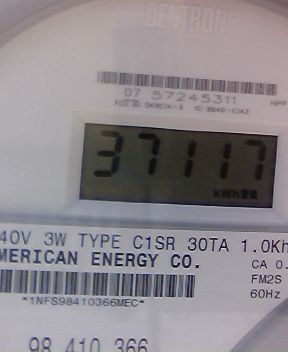 CENTRON
07 57245311
37117
kWh
40V 3W TYPE C1SR 30TA 1.0Kh
MERICAN ENERGY CO.
CA 0.
FM2S
60Hz
*1NFS98410366MEC*
98 410 366